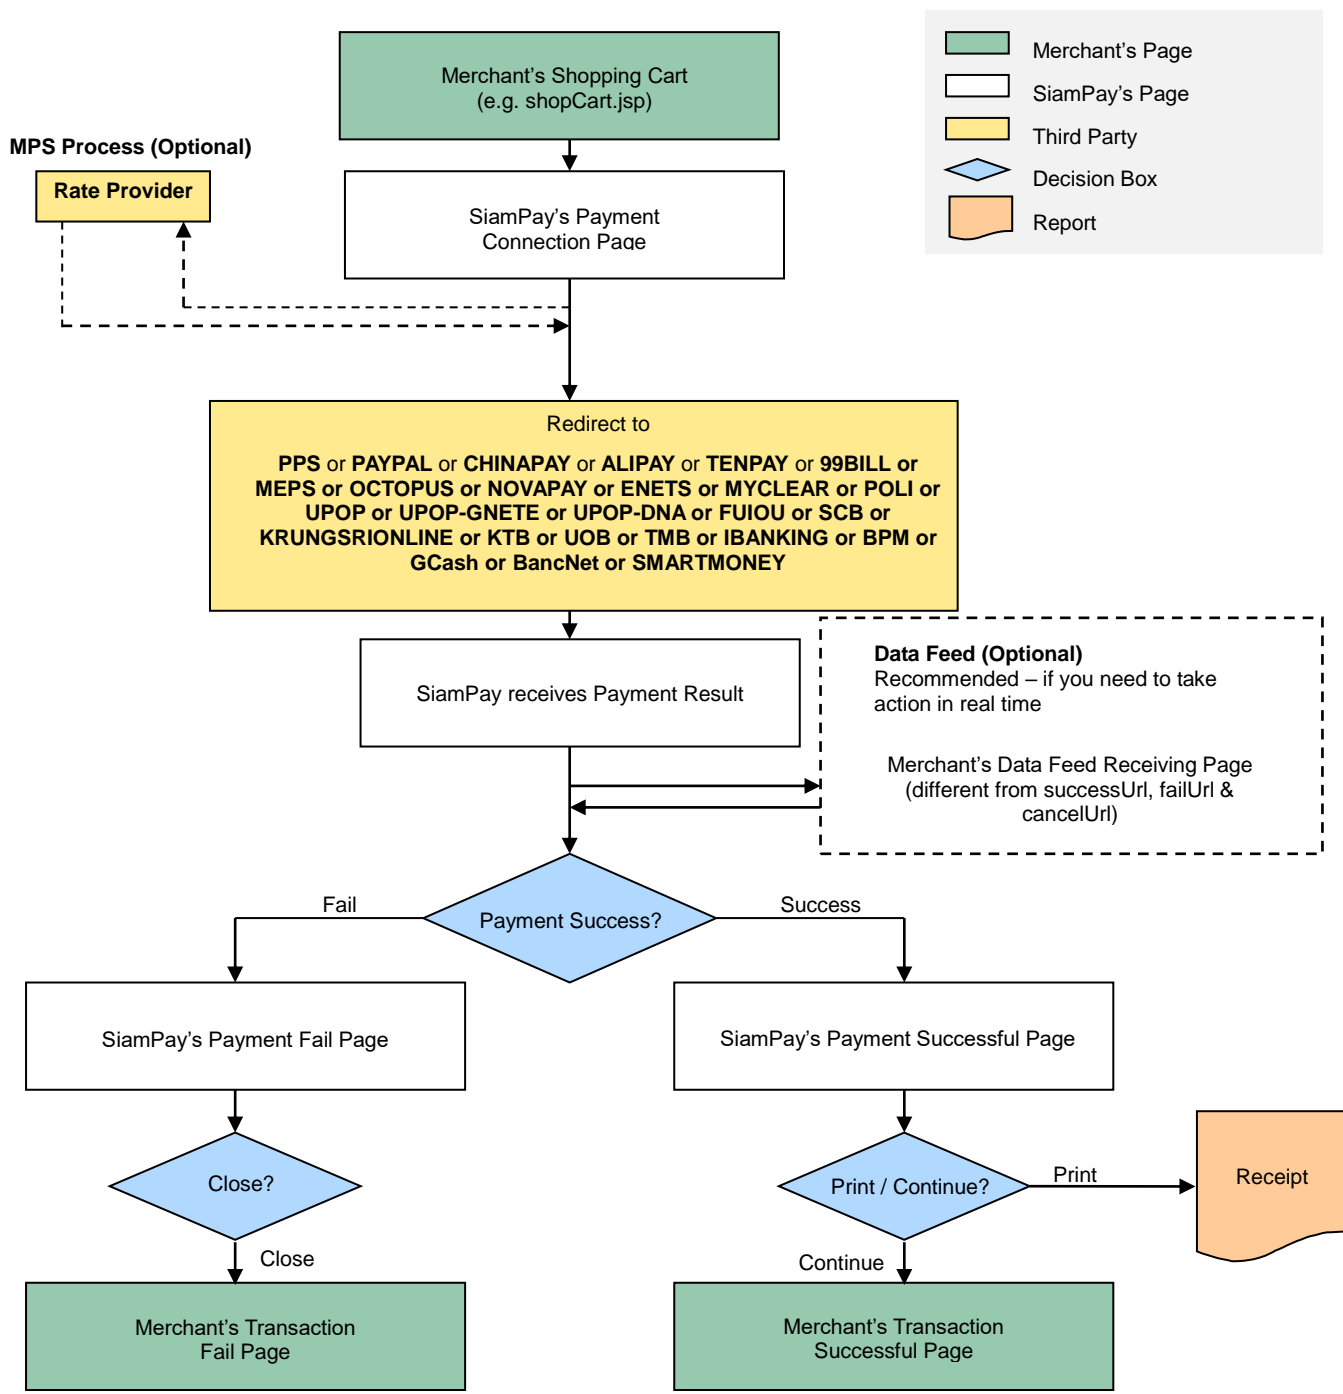 Merchant's Shopping Cart
(e.g. shopCart.jsp)
Merchant's Page
SiamPay's Page
Third Party
Decision Box
Report
MPS Process (Optional)
Rate Provider
SiamPay's Payment
Connection Page
Redirect to
PPS or PAYPAL or CHINAPAY or ALIPAY or TENPAY or 99BILL or
MEPS or OCTOPUS or NOVAPAY or ENETS or MYCLEAR or POLI or
UPOP or UPOP-GNETE or UPOP-DNA or FUIOU or SCB or
KRUNGSRIONLINE or KTB or UOB or TMB or IBANKING or BPM or
GCash or BancNet or SMARTMONEY
SiamPay receives Payment Result
Data Feed (Optional)
Recommended – if you need to take
action in real time
Merchant's Data Feed Receiving Page
(different from successUrl, failUrl &
cancelUrl)
Payment Success?
Fail
Success
SiamPay's Payment Fail Page
SiamPay's Payment Successful Page
Close?
Print / Continue?
Print
Receipt
Close
Continue
Merchant's Transaction
Fail Page
Merchant's Transaction
Successful Page